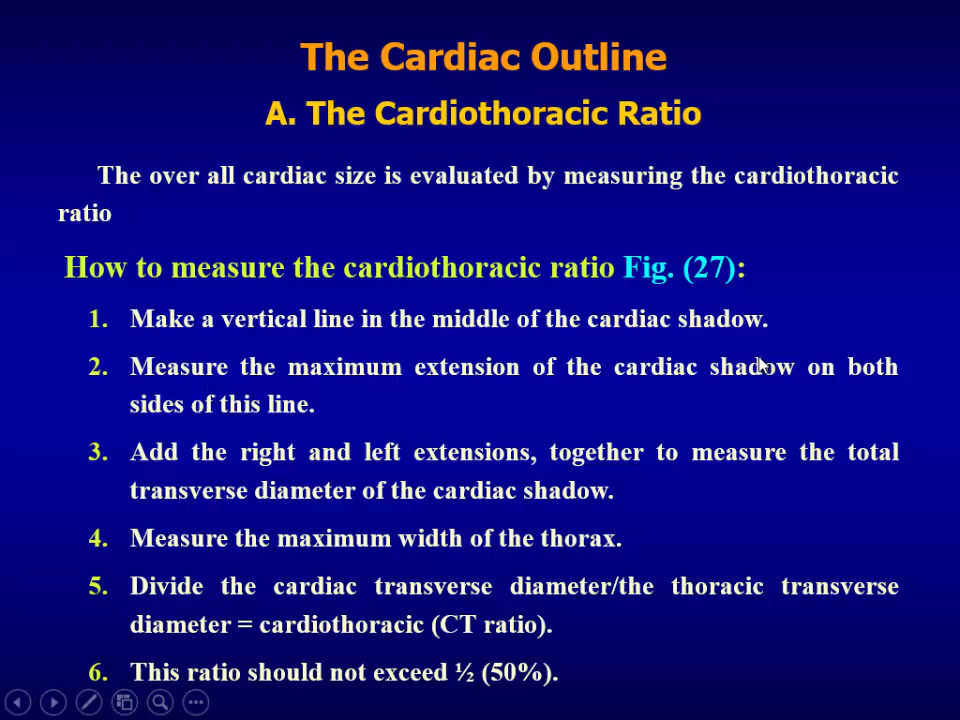 The Cardiac Outline
A. The Cardiothoracic Ratio
The over all cardiac size is evaluated by measuring the cardiothoracic
ratio
How to measure the cardiothoracic ratio Fig. (27):
1. Make a vertical line in the middle of the cardiac shadow.
2. Measure the maximum extension of the cardiac shadow on both
sides of this line.
3. Add the right and left extensions, together to measure the total
transverse diameter of the cardiac shadow.
4. Measure the maximum width of the thorax.
5. Divide the cardiac transverse diameter/the thoracic transverse
diameter = cardiothoracic (CT ratio).
6. This ratio should not exceed ½ (50%).